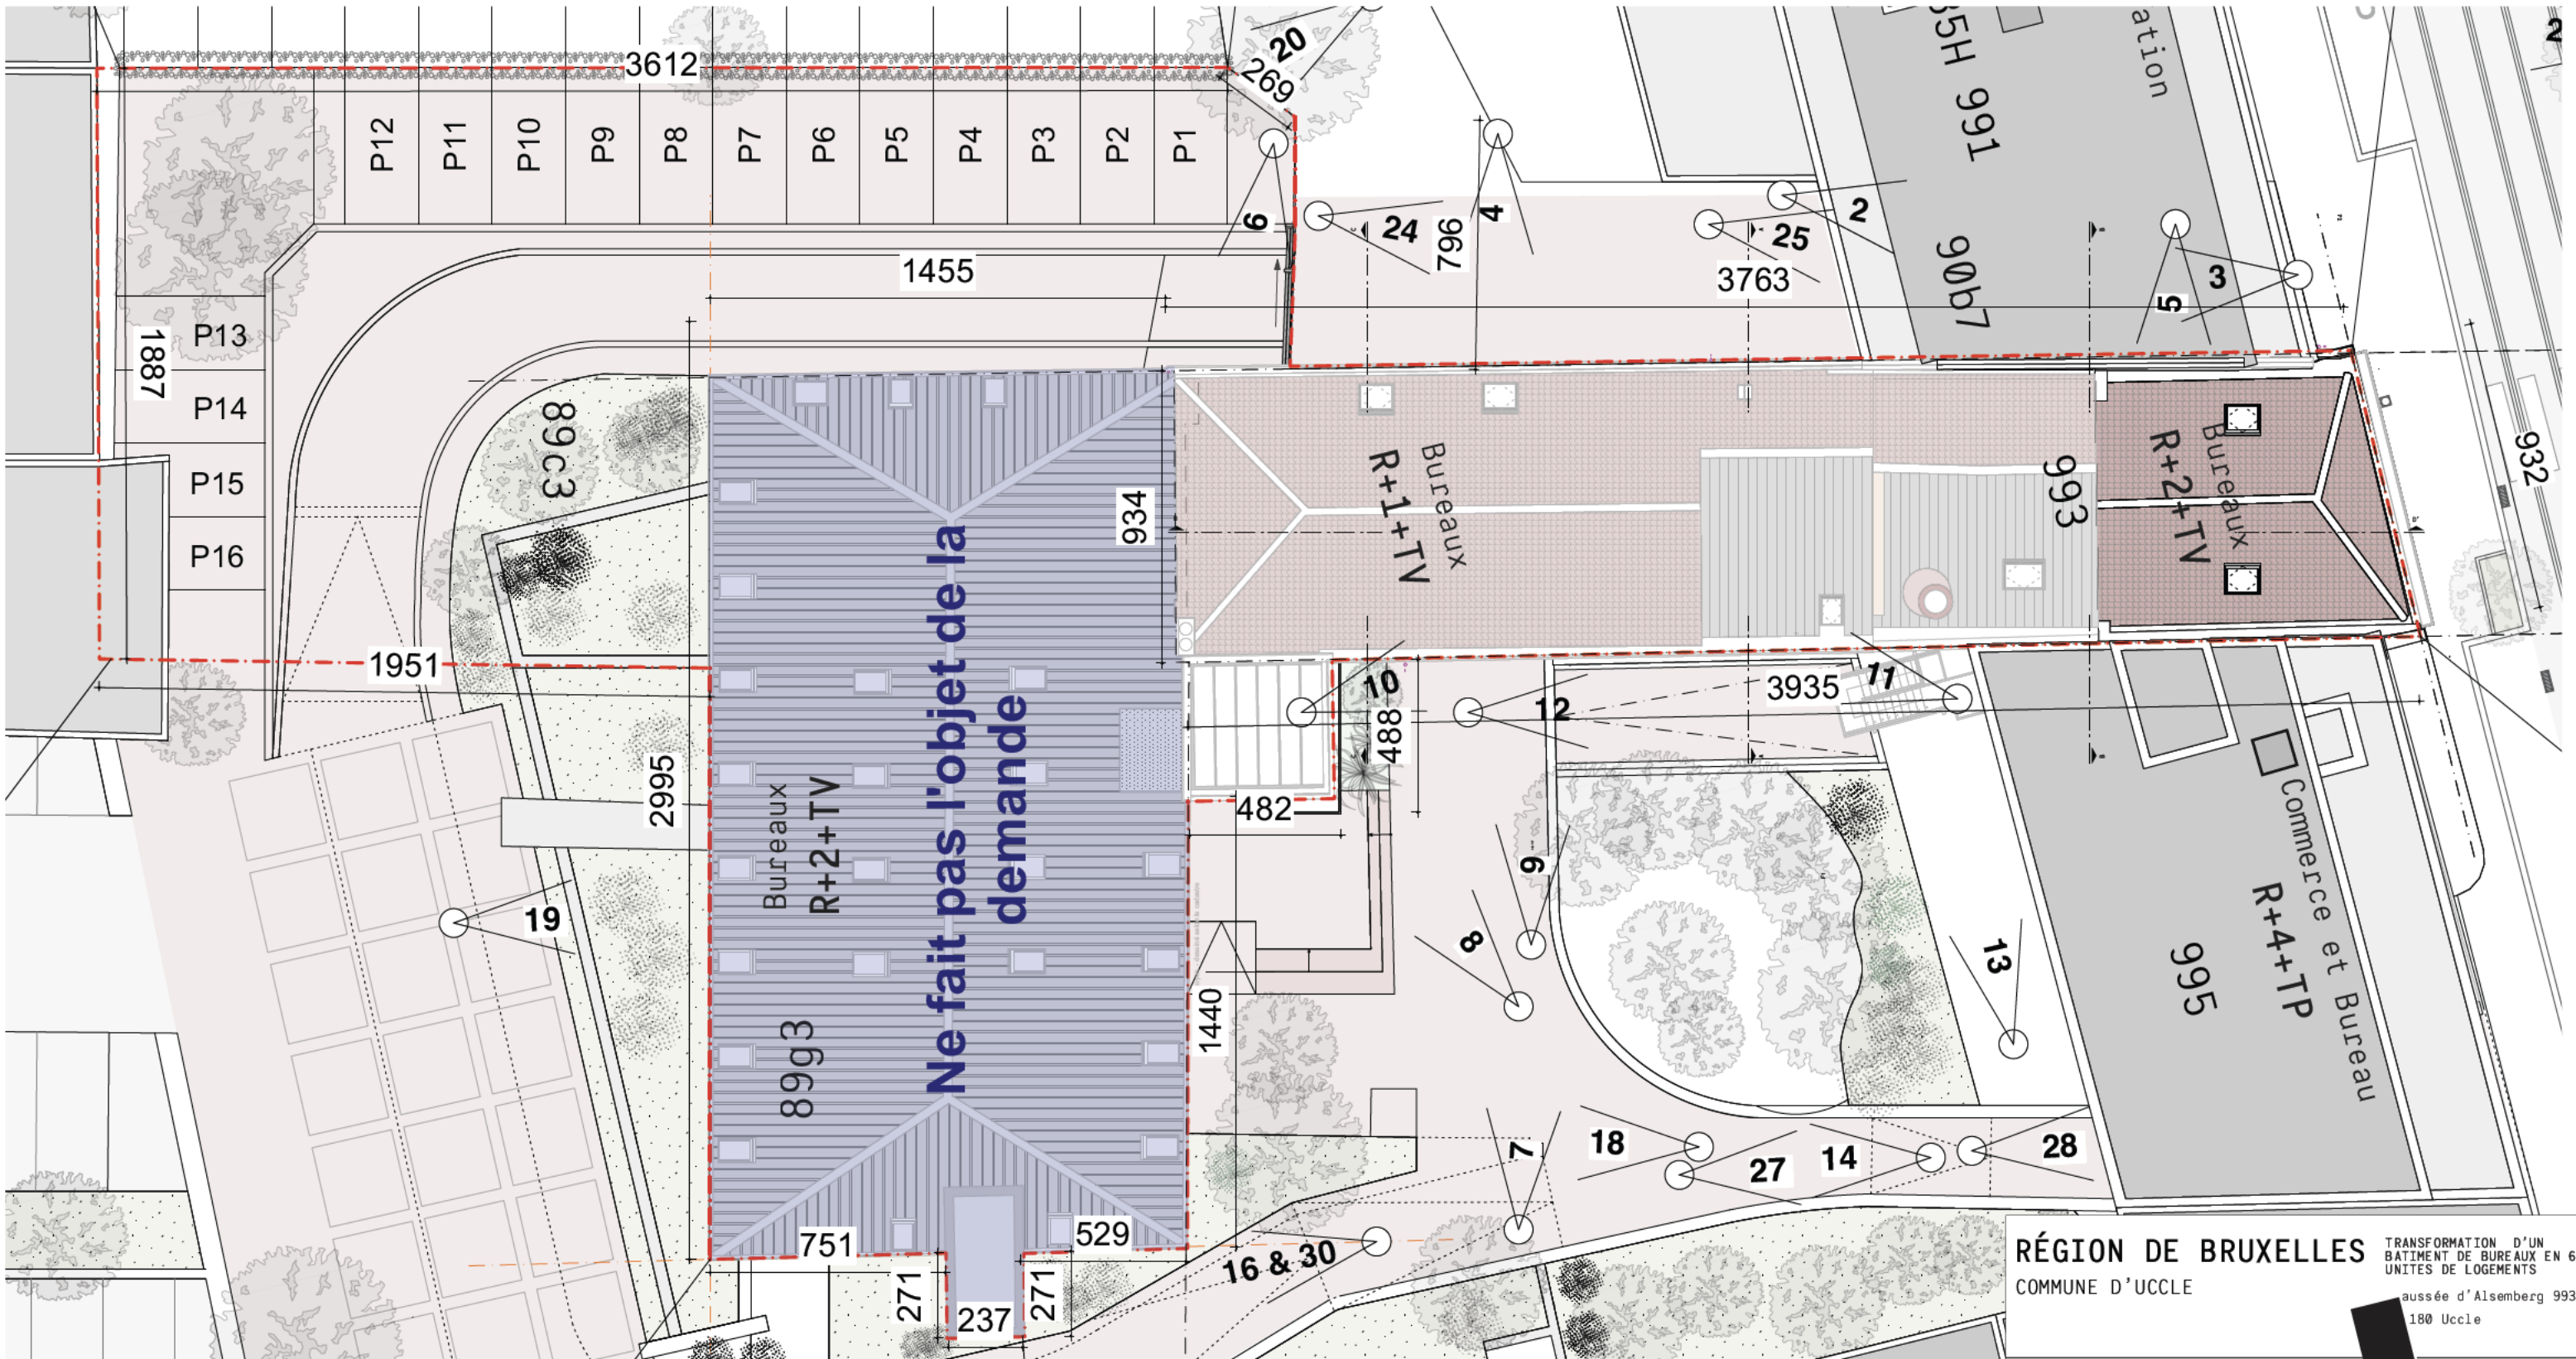 3612
20
269
P12
P11
P10
P9
P8
P7
P6
P5
P4
P3
P2
P1
6
24
796
4
25
2
3763
35H 991
90b7
ation
5
3
1455
P13
1887
P14
P15
P16
89c3
934
R+1+TV
Bureaux
993
R+2+TV
Bureaux
932
1951
10
488
482
12
3935
11
2995
Bureaux
R+2+TV
89g3
Ne fait pas l'objet de la
demande
19
9
8
1440
13
995
R+4+TP
Commerce et Bureau
7
18
27
14
28
751
529
271
237
271
16 & 30
RÉGION DE BRUXELLES
COMMUNE D'UCCLE
TRANSFORMATION D'UN
BATIMENT DE BUREAUX EN 6
UNITES DE LOGEMENTS
aussée d'Alsemberg 993
180 Uccle